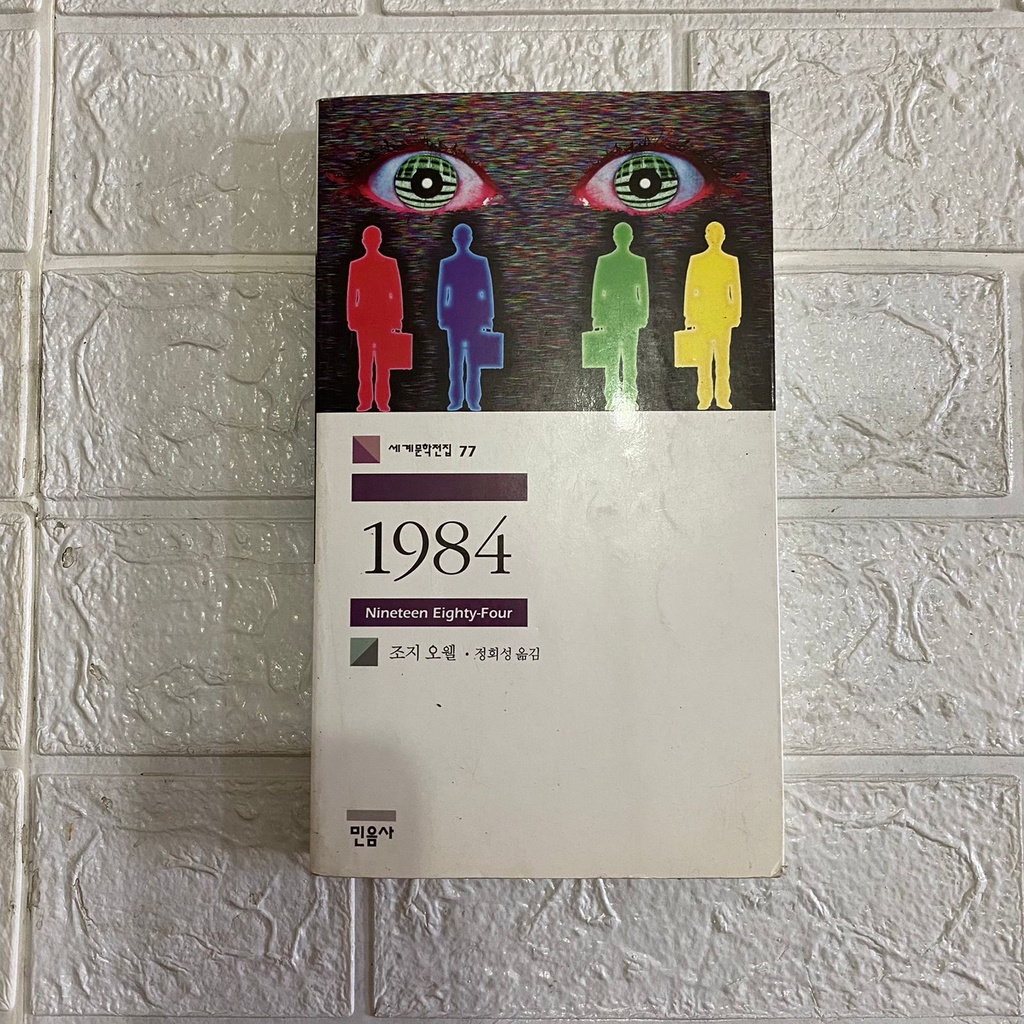 세계문학전집 77
1984
Nineteen Eighty-Four
조지 오웰 · 정회성 옮김
민음사